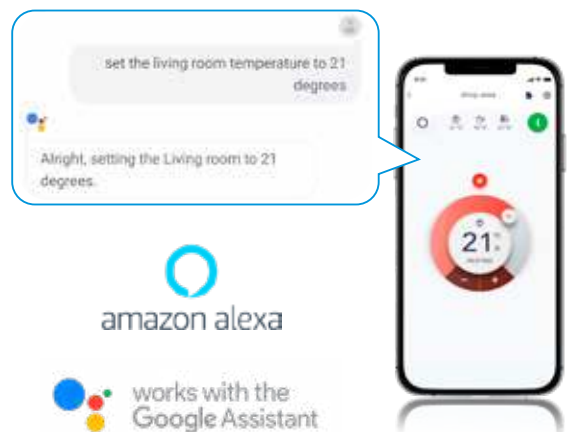 set the living room temperature to 21
degrees
Alright, setting the Living room to 21
degrees.
21
amazon alexa
works with the
Google Assistant